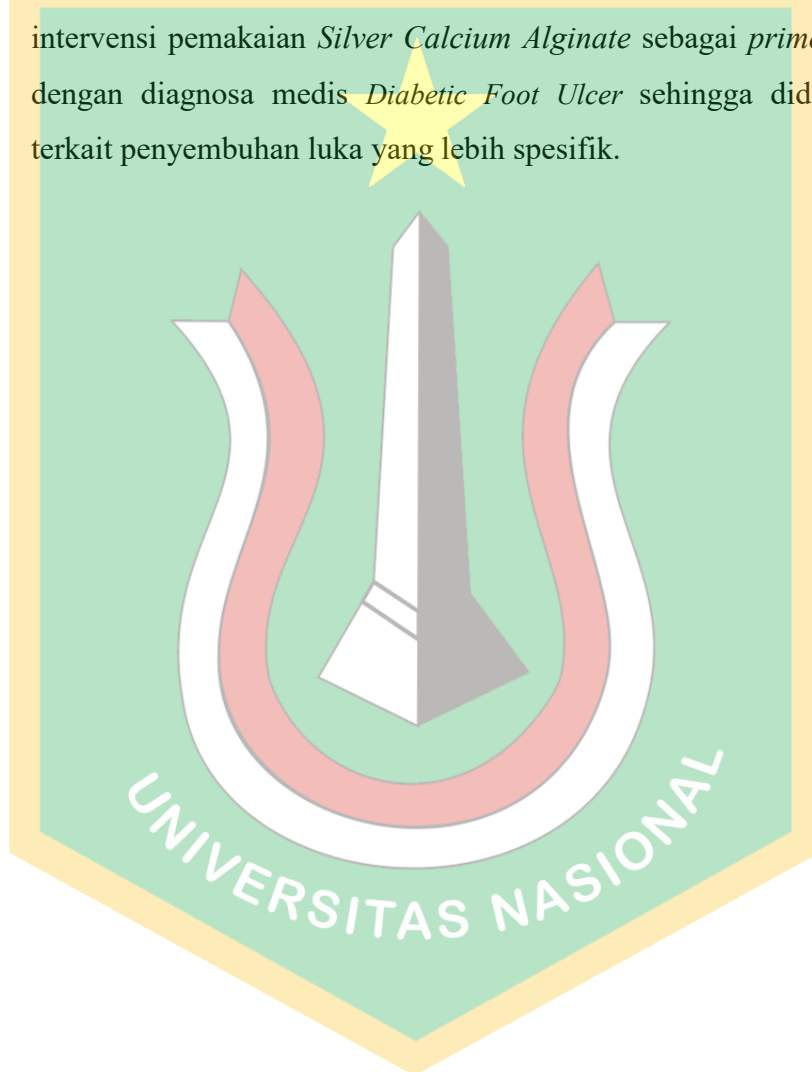 intervensi pemakaian Silver Calcium Alginate sebagai
dengan diagnosa medis Diabetic Foot Ulcer sehingga
terkait penyembuhan luka yang lebih spesifik.
UNIVERSITAS NASIONAL